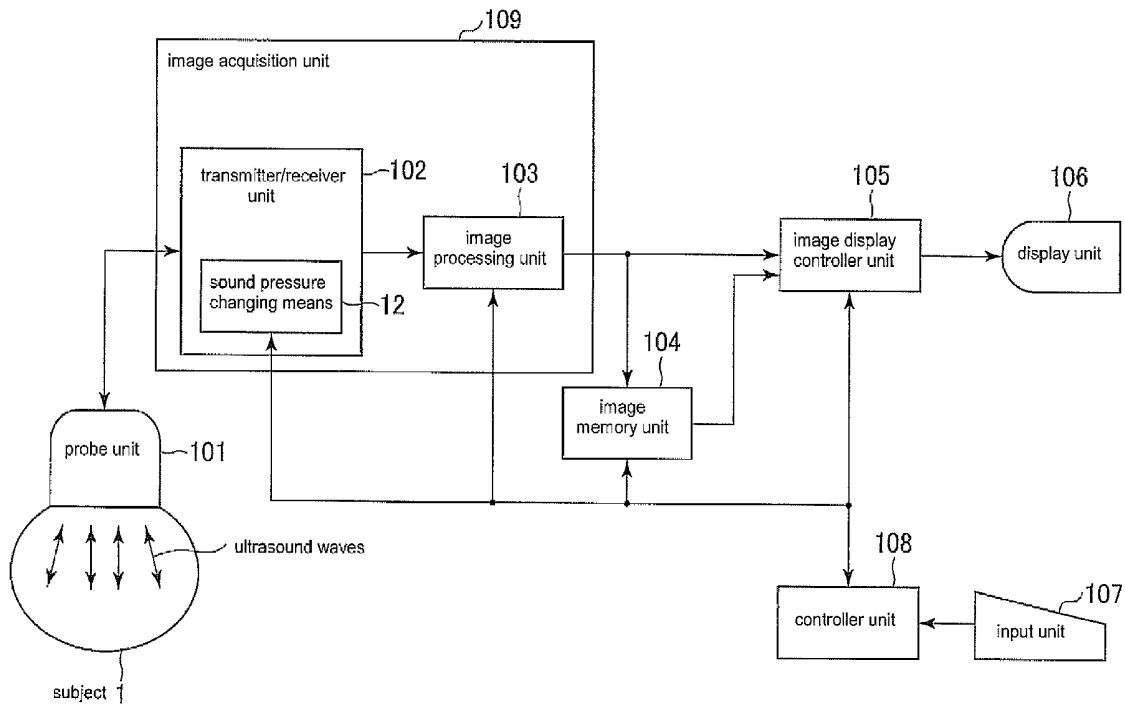 109
image acquisition unit
transmitter/receiver
unit
102
sound pressure
changing means
12
103
image
processing unit
105
image display
controller unit
106
display unit
104
image
memory unit
probe unit
101
ultrasound waves
subject 1
108
controller unit
107
input unit